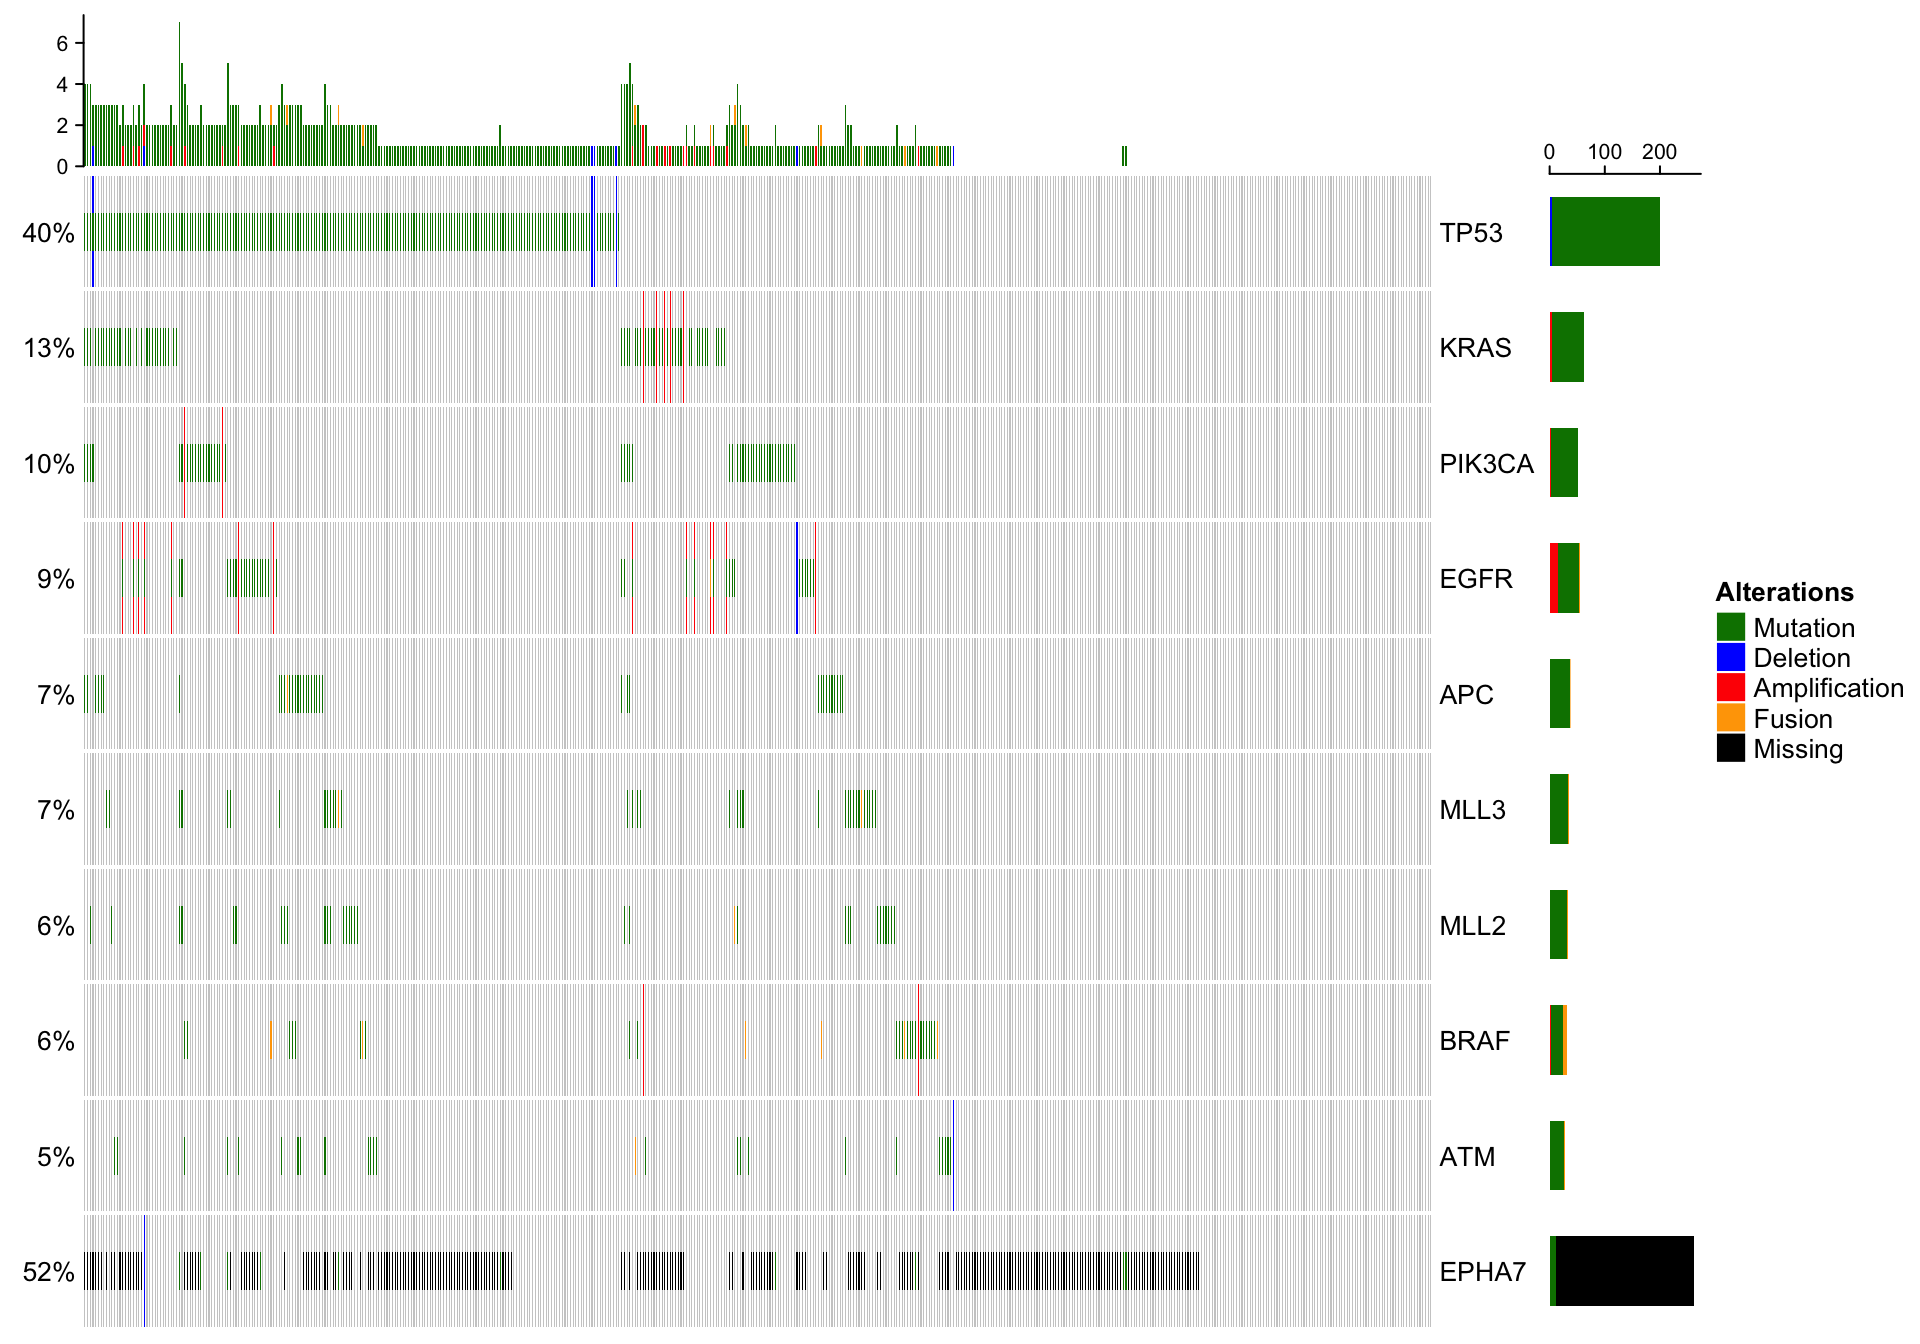 6
4
2
0
0 100 200
40% TP53
13% KRAS
10% PIK3CA
9% EGFR
7% APC
7% MLL3
6% MLL2
6% BRAF
5% ATM
52% EPHA7
Alterations
Mutation
Deletion
Amplification
Fusion
Missing